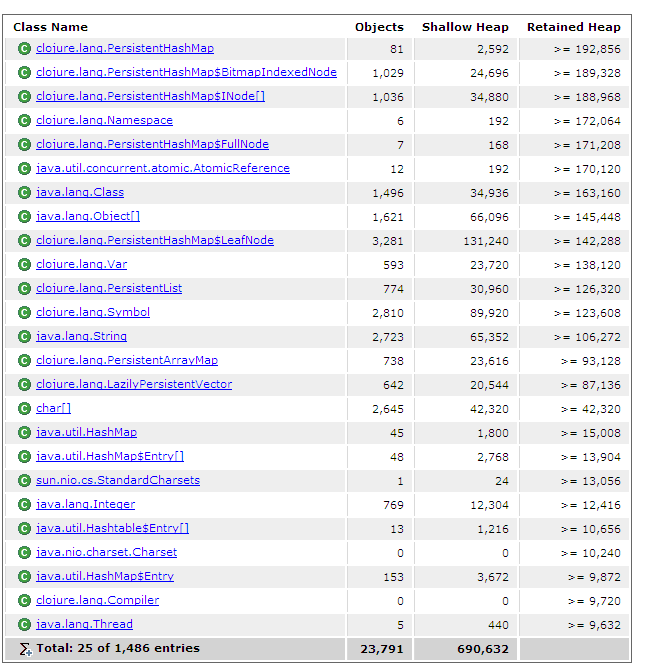 Class Name Objects Shallow Heap Retained Heap
C clojure.lang.PersistentHashMap 81 2,592 >= 192,856
C clojure.lang.PersistentHashMap$BitmapIndexedNode 1,029 24,696 >= 189,328
C clojure.lang.PersistentHashMap$INode[] 1,036 34,880 >= 188,968
C clojure.lang.Namespace 6 192 >= 172,064
C clojure.lang.PersistentHashMap$FullNode 7 168 >= 171,208
C java.util.concurrent.atomic.AtomicReference 12 192 >= 170,120
C java.lang.Class 1,496 34,936 >= 163,160
C java.lang.Object[] 1,621 66,096 >= 145,448
C clojure.lang.PersistentHashMap$LeafNode 3,281 131,240 >= 142,288
C clojure.lang.Var 593 23,720 >= 138,120
C clojure.lang.PersistentList 774 30,960 >= 126,320
C clojure.lang.Symbol 2,810 89,920 >= 123,608
C java.lang.String 2,723 65,352 >= 106,272
C clojure.lang.PersistentArrayMap 738 23,616 >= 93,128
C clojure.lang.LazilyPersistentVector 642 20,544 >= 87,136
C char[] 2,645 42,320 >= 42,320
C java.util.HashMap 45 1,800 >= 15,008
C java.util.HashMap$Entry[] 48 2,768 >= 13,904
C sun.nio.cs.StandardCharsets 1 24 >= 13,056
C java.lang.Integer 769 12,304 >= 12,416
C java.util.Hashtable$Entry[] 13 1,216 >= 10,656
C java.nio.charset.Charset 0 0 >= 10,240
C java.util.HashMap$Entry 153 3,672 >= 9,872
C clojure.lang.Compiler 0 0 >= 9,720
C java.lang.Thread 5 440 >= 9,632
Σ Total: 25 of 1,486 entries 23,791 690,632